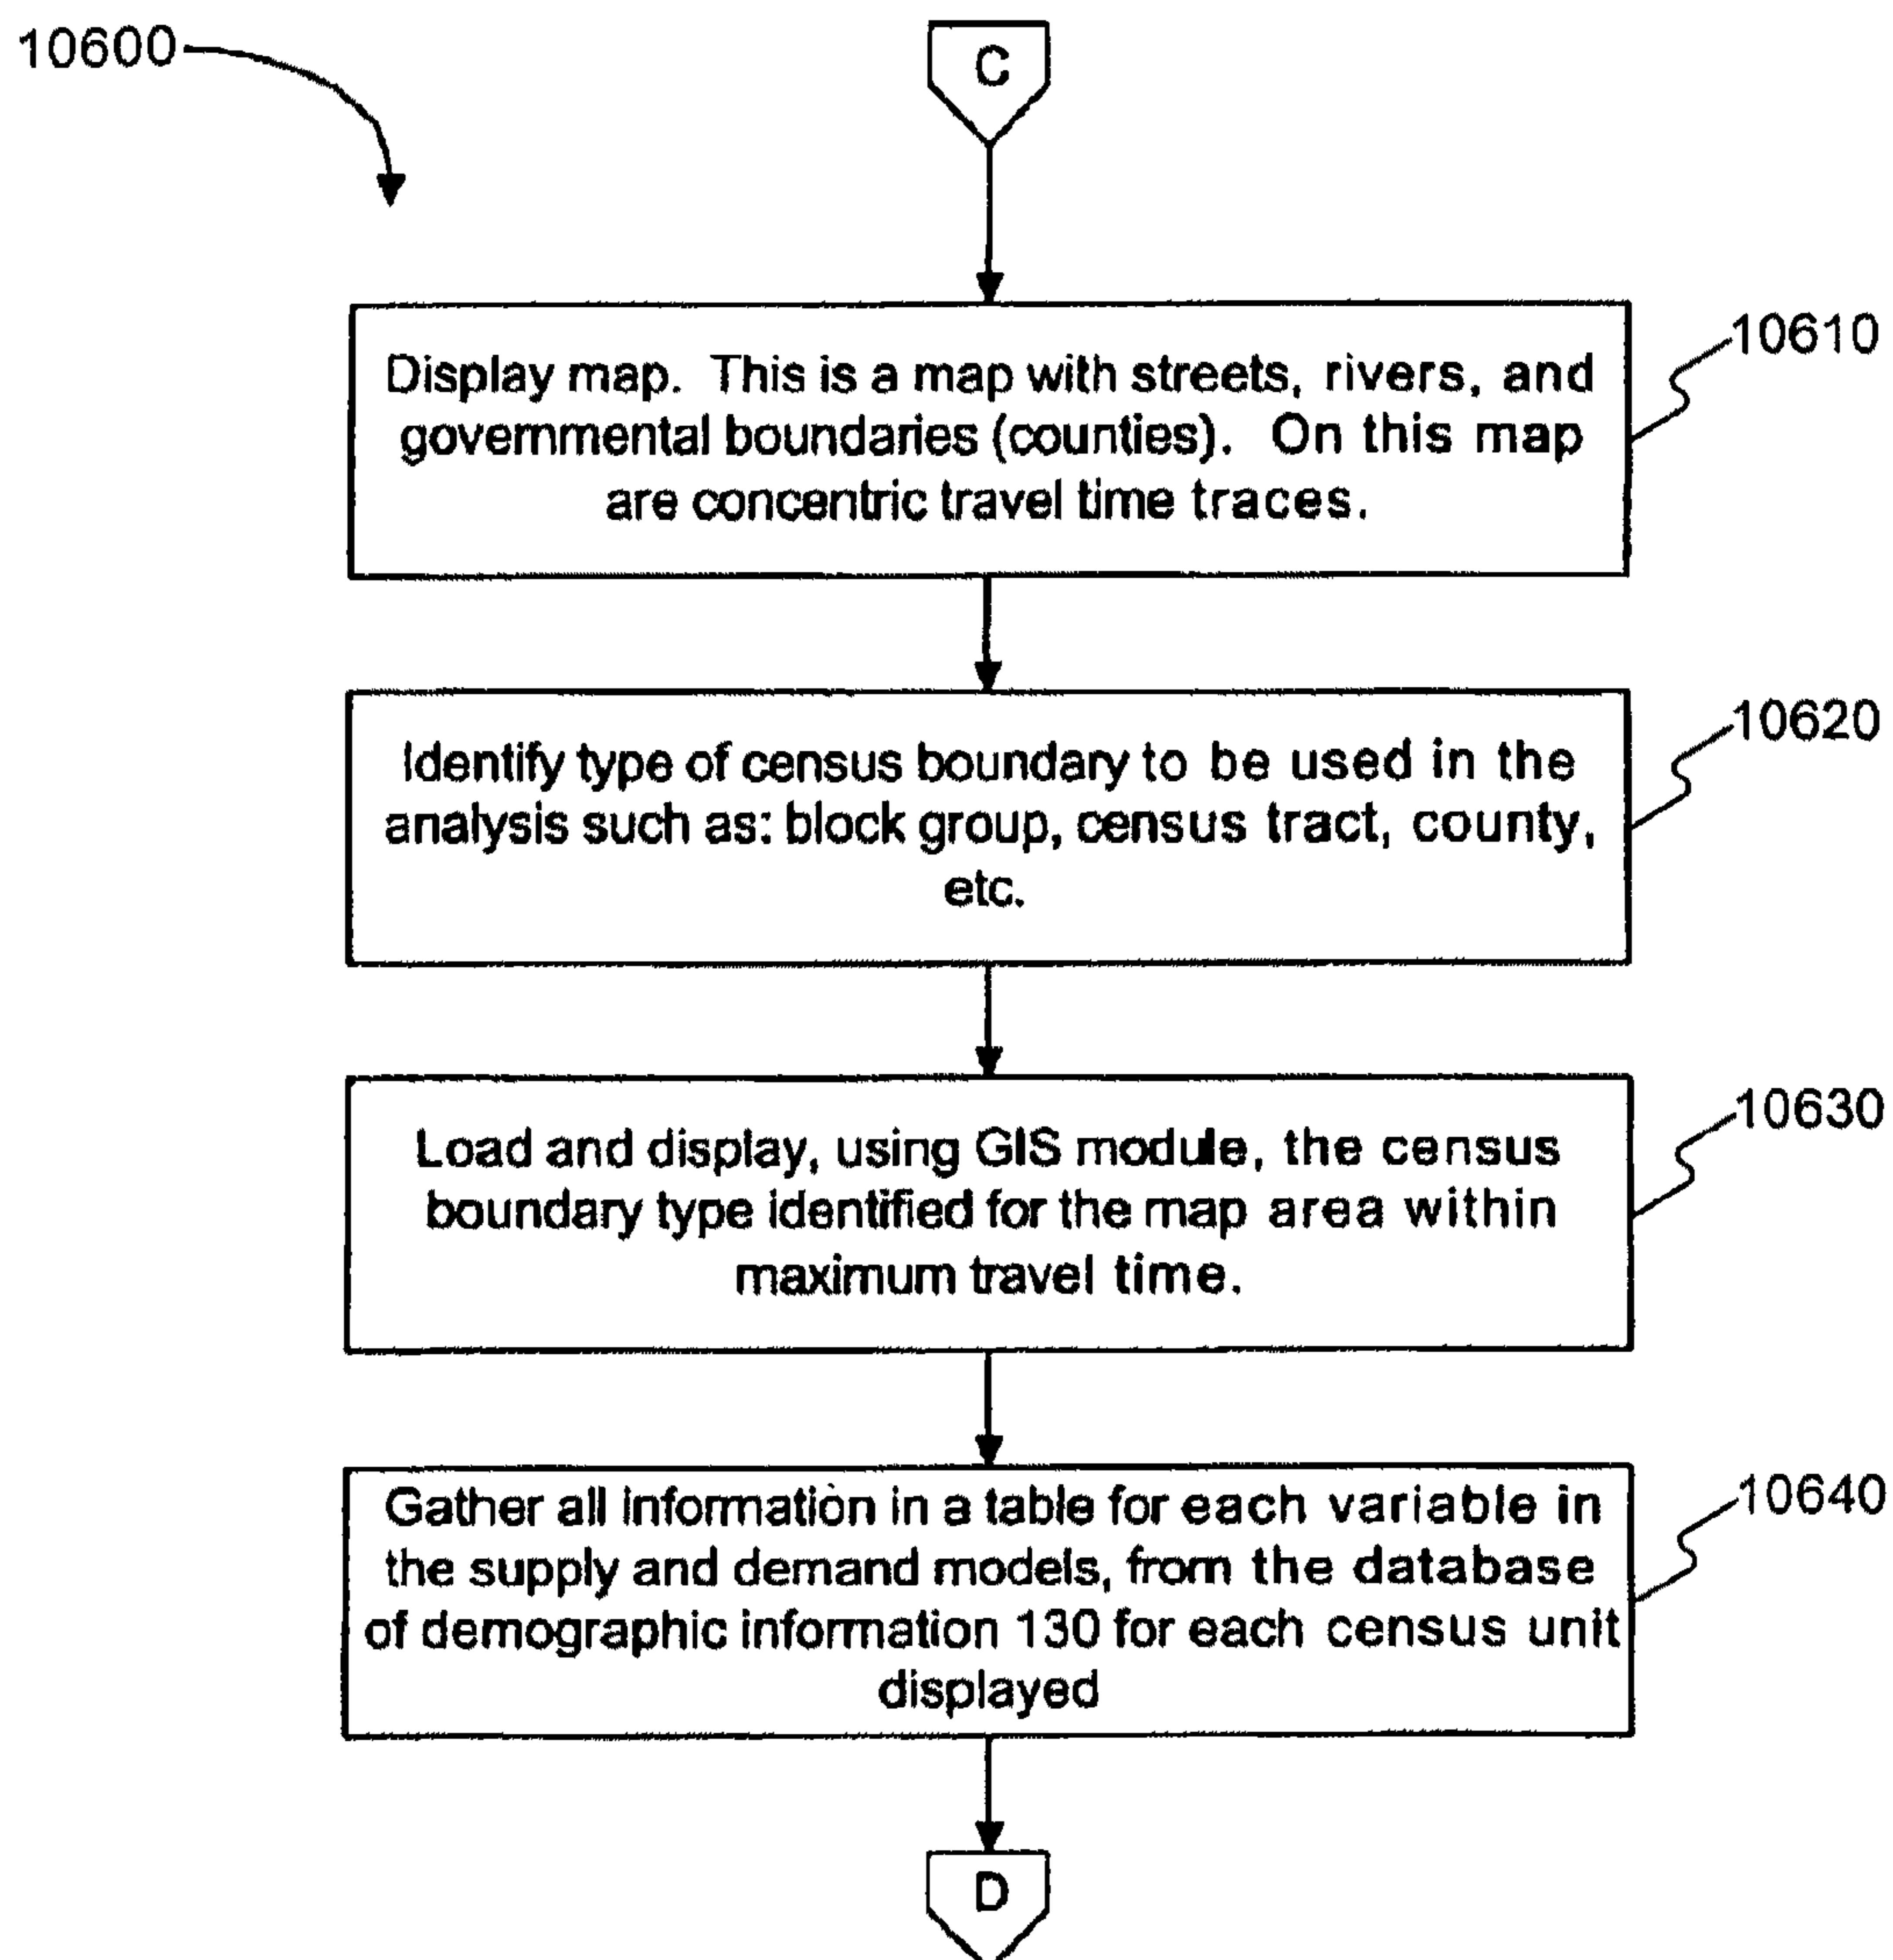 10600
C
Display map. This is a map with streets, rivers, and
governmental boundaries (counties). On this map
are concentric travel time traces.
10610
Identify type of census boundary to be used in the
analysis such as: block group, census tract, county,
etc.
10620
Load and display, using GIS module, the census
boundary type identified for the map area within
maximum travel time.
10630
Gather all information in a table for each variable in
the supply and demand models, from the database
of demographic information 130 for each census unit
displayed
10640
D